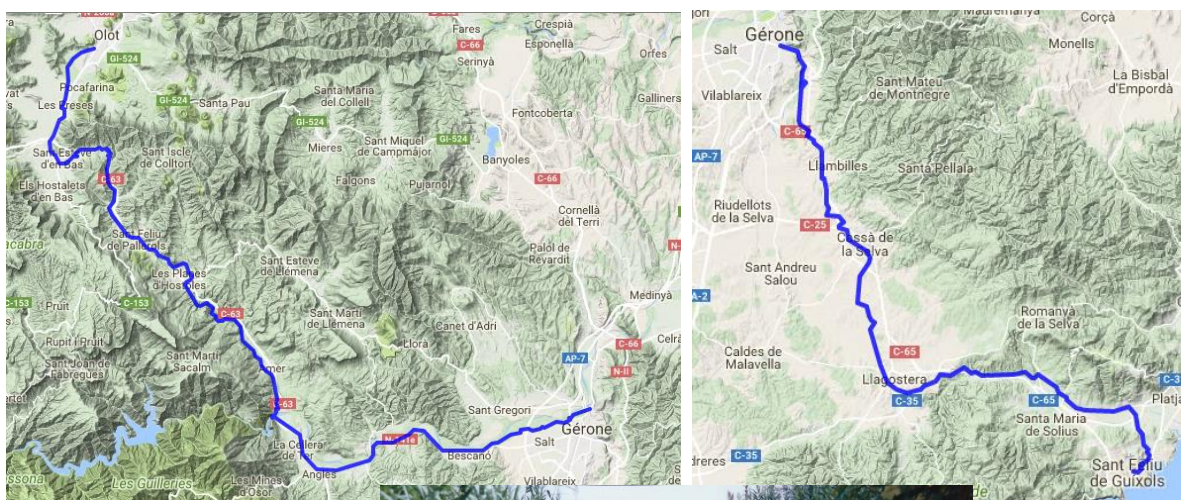 N-260a
Olot
GI-524
Pocafarina
Les Preses
GI-524
Santa Pau
Santa Maria
del Collell
GI-524
Mieres
Sant Miquel
de Campmajor
GI-524
Fares
C-66
Serinyà
Crespià
Esponellà
Orfes
Galliners
Fontcoberta
Banyoles
C-66
Sant Esteve
d'en Bas
Sant Iscle
de Colltort
C-63
Els Hostalets
d'en Bas
Falgons
Pujarnol
Cornellà
del Terri
Sant Feliu
de Pallerols
Palol de
Revardit
Les Planes
d'Hostoles
Sant Esteve
de Llémena
C-153
C-153
Pruit
C-63
Sant Martí
de Llémena
Canet d'Adri
Medinyà
Rupit i Pruit
Sant Joan de
Fàbregues
Sant Martí
Sacalm
Llorà
AP-7
C-66
N-II
C-63
Sant Gregori
Gérone
La Cellera
de Ter
Anglès
Bescanó
Salt
Vilablareix
Les Mines
d'Osor
Les Guilleries
Gérone
Salt
Vilablareix
Madremanya
Corçà
Monells
La Bisbal
d'Empordà
Sant Mateu
de Montnegre
C-65
AP-7
Llambilles
Santa Pellaia
Riudellots
de la Selva
C-25
Cassà de
la Selva
Sant Andreu
Salou
A-2
Romanyà
de la Selva
Caldes de
Malavella
C-65
Llagostera
C-35
C-65
Santa Maria
de Solius
C-35
Sant Feliu
de Guíxols